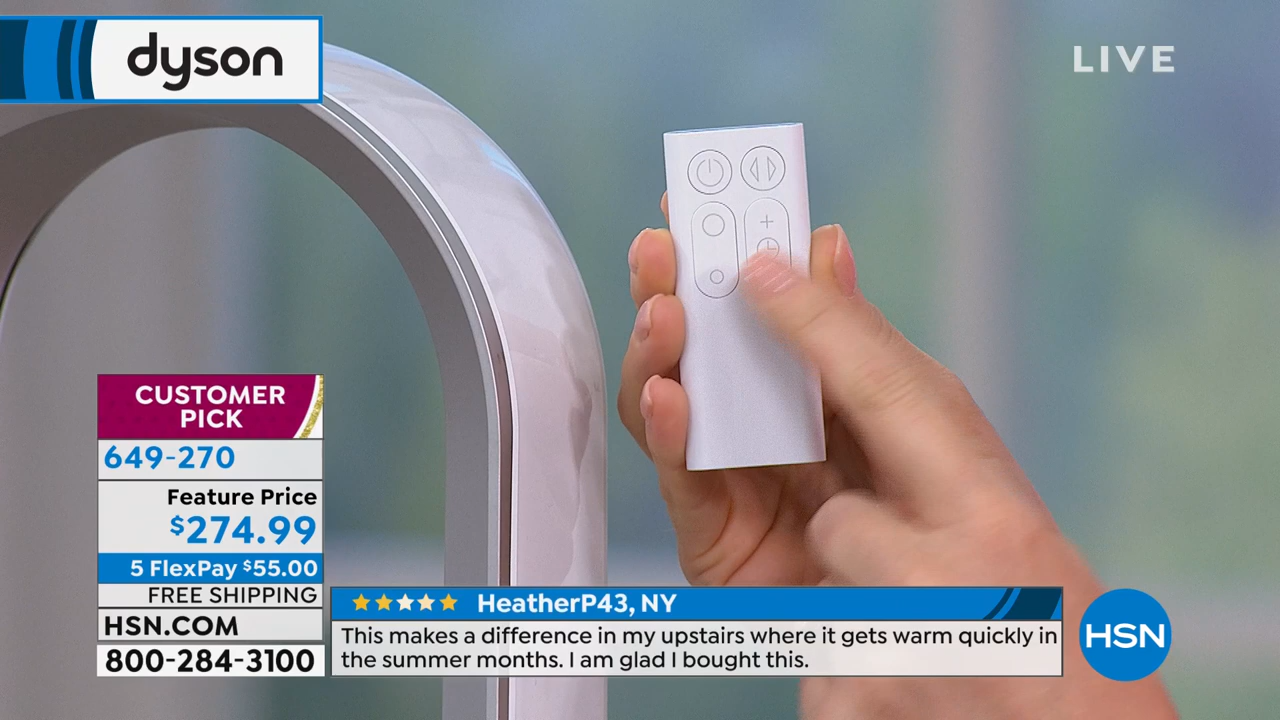 dyson
LIVE
CUSTOMER
PICK
649-270
Feature Price
$274.99
5 FlexPay $55.00
FREE SHIPPING
HSN.COM
800-284-3100
HeatherP43, NY
This makes a difference in my upstairs where it gets warm quickly in
the summer months. I am glad I bought this.
HSN